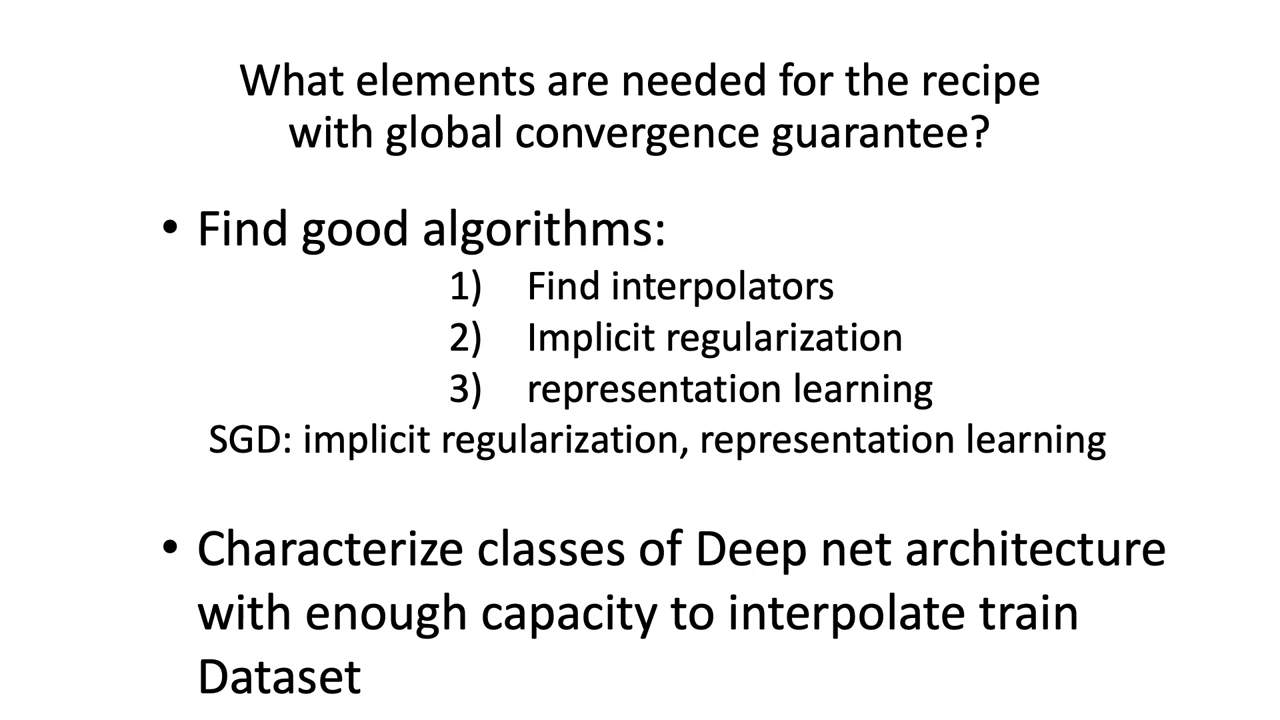 What elements are needed for the recipe
with global convergence guarantee?
• Find good algorithms:
1) Find interpolators
2) Implicit regularization
3) representation learning
SGD: implicit regularization, representation learning
• Characterize classes of Deep net architecture
with enough capacity to interpolate train
Dataset